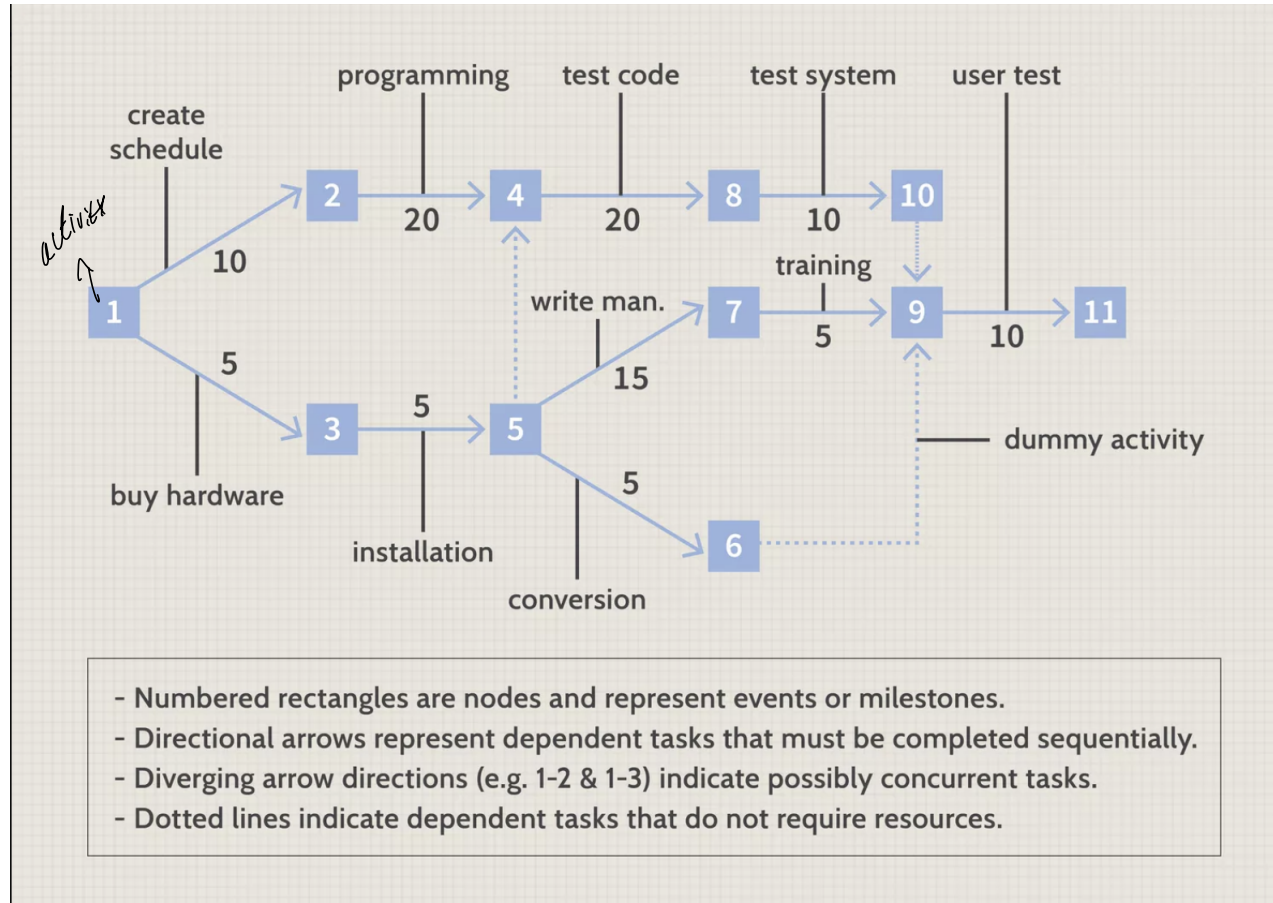 programming
test code
test system
user test
create
schedule
activity
2
4
8
10
20
20
10
10
training
write man.
1
7
9
11
5
15
5
10
5
3
5
dummy activity
5
buy hardware
6
installation
conversion
- Numbered rectangles are nodes and represent events or milestones.
- Directional arrows represent dependent tasks that must be completed sequentially.
- Diverging arrow directions (e.g. 1-2 & 1-3) indicate possibly concurrent tasks.
- Dotted lines indicate dependent tasks that do not require resources.